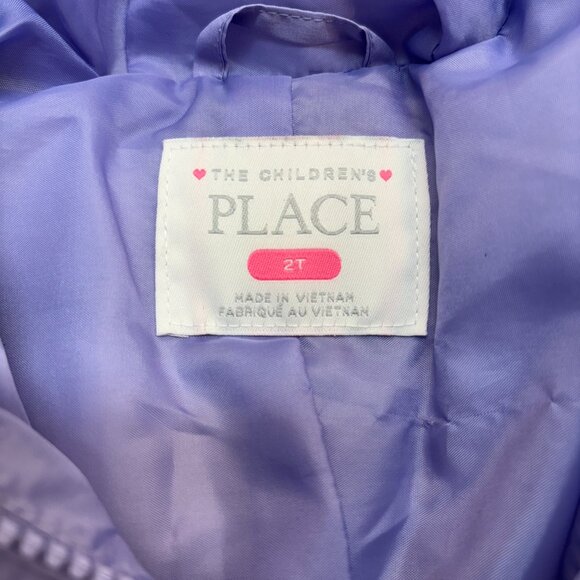 THE CHILDREN'S
PLACE
2T
MADE IN VIETNAM
FABRIQUÉ AU VIETNAM